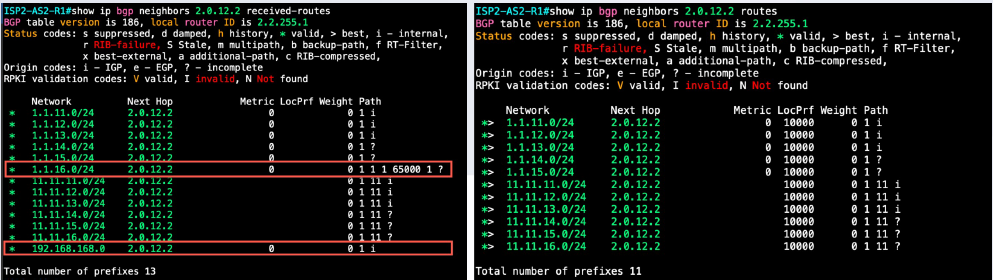 ISP2-AS2-R1#show ip bgp neighbors 2.0.12.2 received-routes
BGP table version is 186, local router ID is 2.2.255.1
Status codes: s suppressed, d damped, h history, * valid, > best, i - internal,
r RIB-failure, S Stale, m multipath, b backup-path, f RT-Filter,
x best-external, a additional-path, c RIB-compressed,
Origin codes: i - IGP, e - EGP, ? - incomplete
RPKI validation codes: V valid, I invalid, N Not found
Network Next Hop Metric LocPrf Weight Path
* 1.1.11.0/24 2.0.12.2 0 0 1 i
* 1.1.12.0/24 2.0.12.2 0 0 1 i
* 1.1.13.0/24 2.0.12.2 0 0 1 i
* 1.1.14.0/24 2.0.12.2 0 0 1 ?
* 1.1.15.0/24 2.0.12.2 0 0 1 ?
* 1.1.16.0/24 2.0.12.2 0 0 1 1 1 65000 1 ?
* 11.11.11.0/24 2.0.12.2 0 1 11 i
* 11.11.12.0/24 2.0.12.2 0 1 11 i
* 11.11.13.0/24 2.0.12.2 0 1 11 i
* 11.11.14.0/24 2.0.12.2 0 1 11 ?
* 11.11.15.0/24 2.0.12.2 0 1 11 ?
* 11.11.16.0/24 2.0.12.2 0 1 11 ?
* 192.168.168.0 2.0.12.2 0 0 1 i
Total number of prefixes 13
ISP2-AS2-R1#show ip bgp neighbors 2.0.12.2 routes
BGP table version is 186, local router ID is 2.2.255.1
Status codes: s suppressed, d damped, h history, * valid, > best, i - internal,
r RIB-failure, S Stale, m multipath, b backup-path, f RT-Filter,
x best-external, a additional-path, c RIB-compressed,
Origin codes: i - IGP, e - EGP, ? - incomplete
RPKI validation codes: V valid, I invalid, N Not found
Network Next Hop Metric LocPrf Weight Path
*> 1.1.11.0/24 2.0.12.2 0 10000 0 1 i
*> 1.1.12.0/24 2.0.12.2 0 10000 0 1 i
*> 1.1.13.0/24 2.0.12.2 0 10000 0 1 i
*> 1.1.14.0/24 2.0.12.2 0 10000 0 1 ?
*> 1.1.15.0/24 2.0.12.2 0 10000 0 1 ?
*> 11.11.11.0/24 2.0.12.2 10000 0 1 11 i
*> 11.11.12.0/24 2.0.12.2 10000 0 1 11 i
*> 11.11.13.0/24 2.0.12.2 10000 0 1 11 i
*> 11.11.14.0/24 2.0.12.2 10000 0 1 11 ?
*> 11.11.15.0/24 2.0.12.2 10000 0 1 11 ?
*> 11.11.16.0/24 2.0.12.2 10000 0 1 11 ?
Total number of prefixes 11